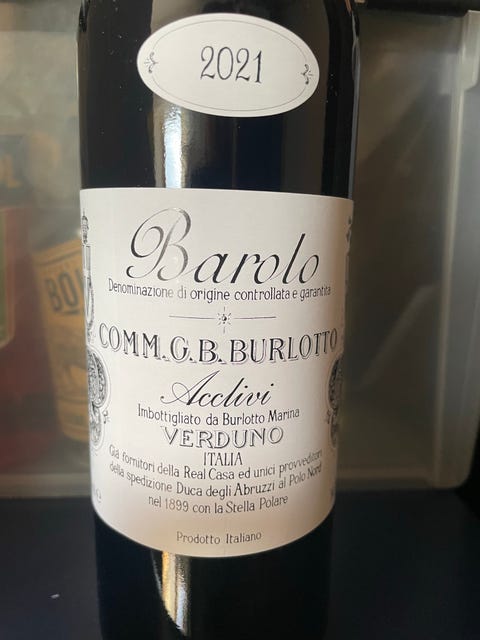 2021
Barolo
Denominazione di origine controllata e garantita
COMM. G. B. BURLOTTO
Acclivi
Imbottigliato da Burlotto Marina
VERDUNO
ITALIA
Già fornitori della Real Casa ed unici provveditori
della spedizione Duca degli Abruzzi al Polo Nord
nel 1899 con la Stella Polare
Prodotto Italiano